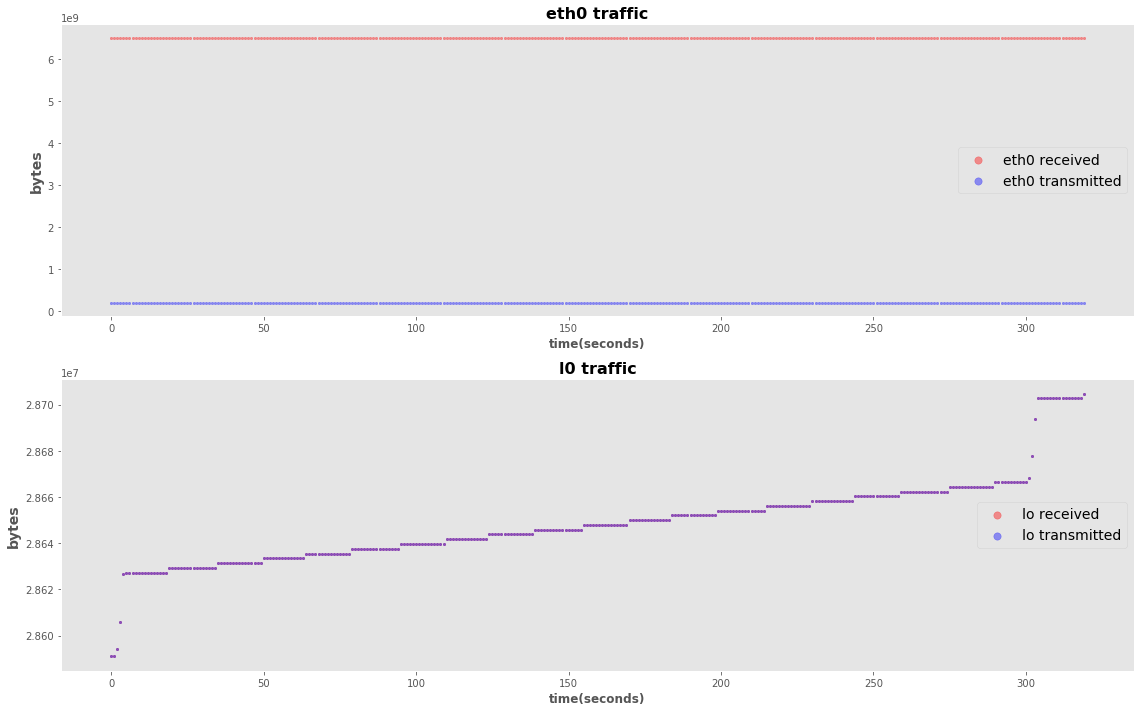 eth0 traffic
1e9
6
5
4
3
2
1
0
bytes
eth0 received
eth0 transmitted
0 50 100 150 200 250 300
time(seconds)
l0 traffic
1e7
2.870
2.868
2.866
2.864
2.862
2.860
bytes
lo received
lo transmitted
0 50 100 150 200 250 300
time(seconds)